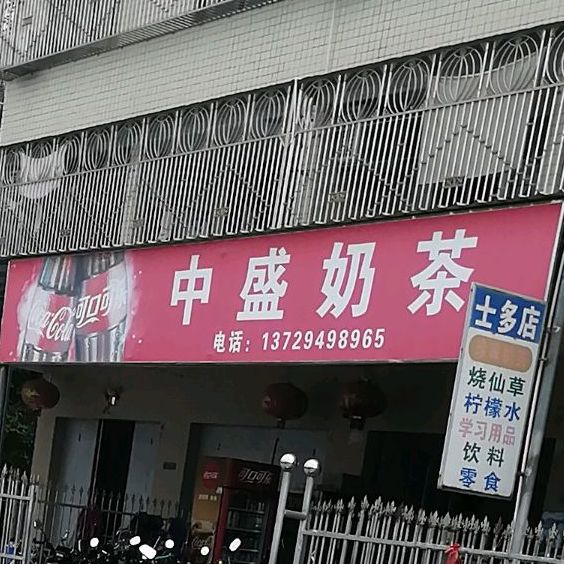 中盛奶茶
电话：13729498965
Coca-Cola
可口可乐
士多店
烧仙草
柠檬水
学习用品
饮料
零食
可口可乐